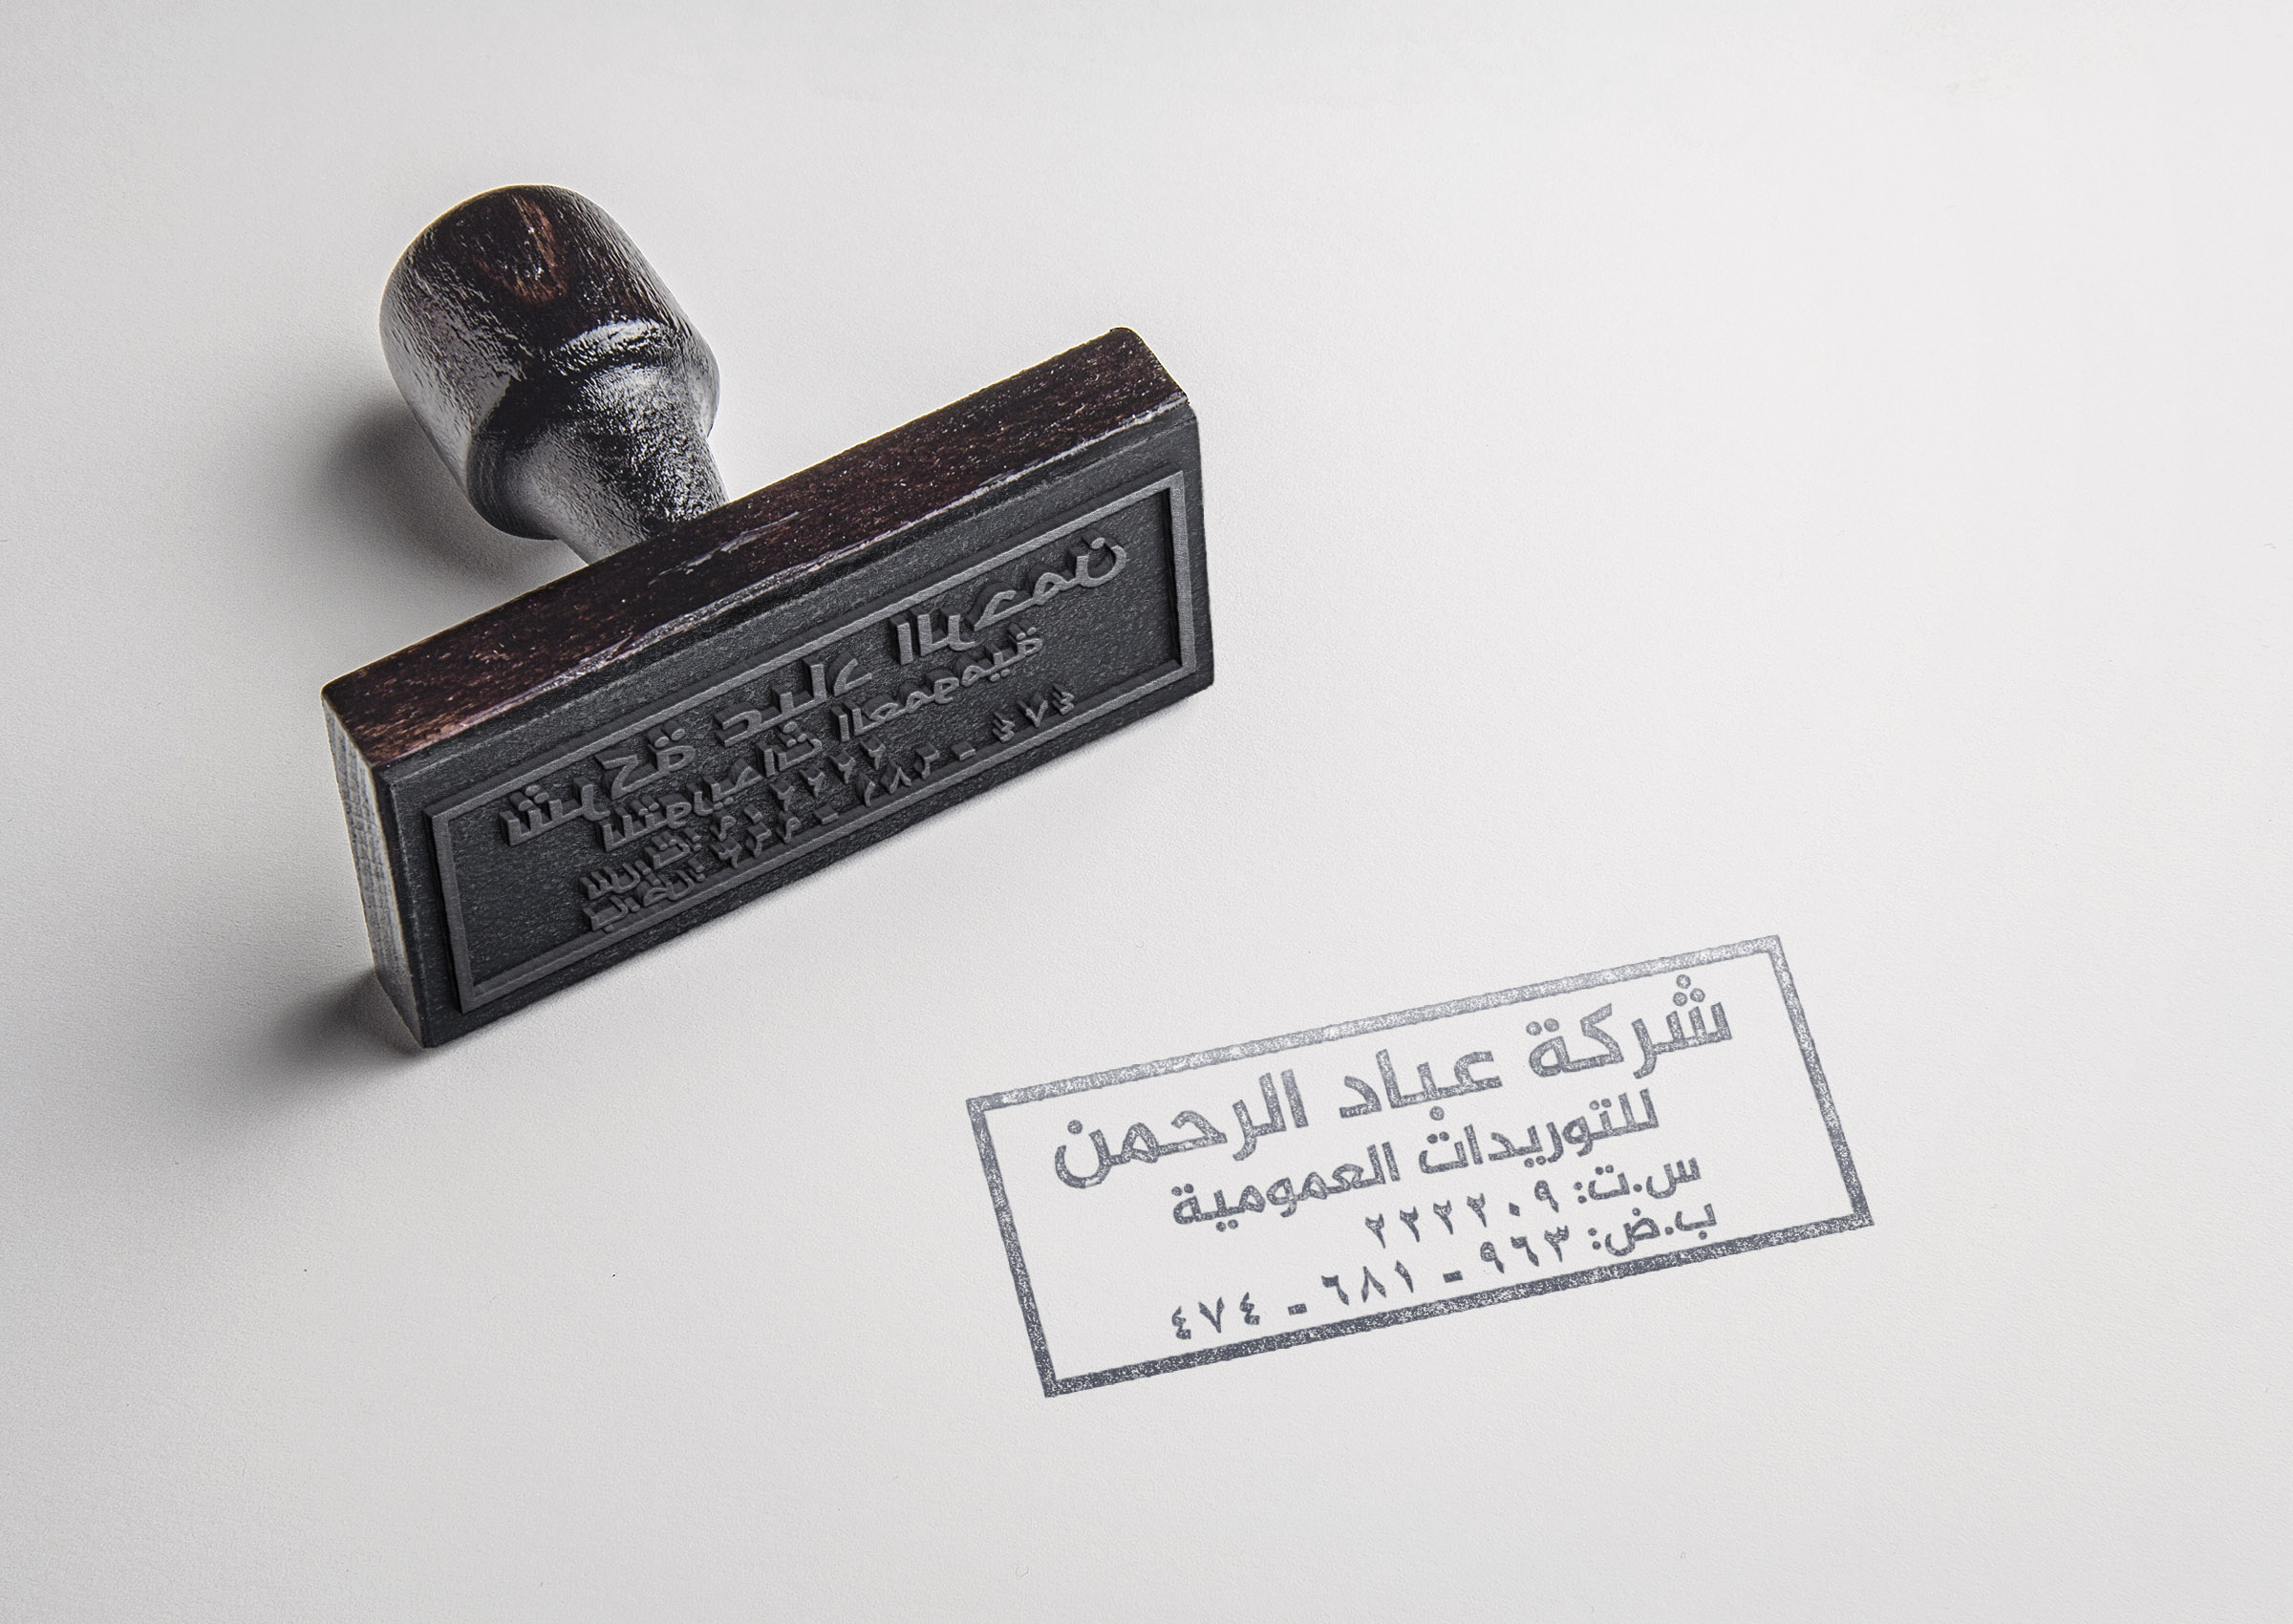 شركة عباد الرحمن
للتوريدات العمومية
س.ت: ٢٢٢٢٠٩
ب.ض: ٩٦٣ - ٦٨١ - ٤٧٤